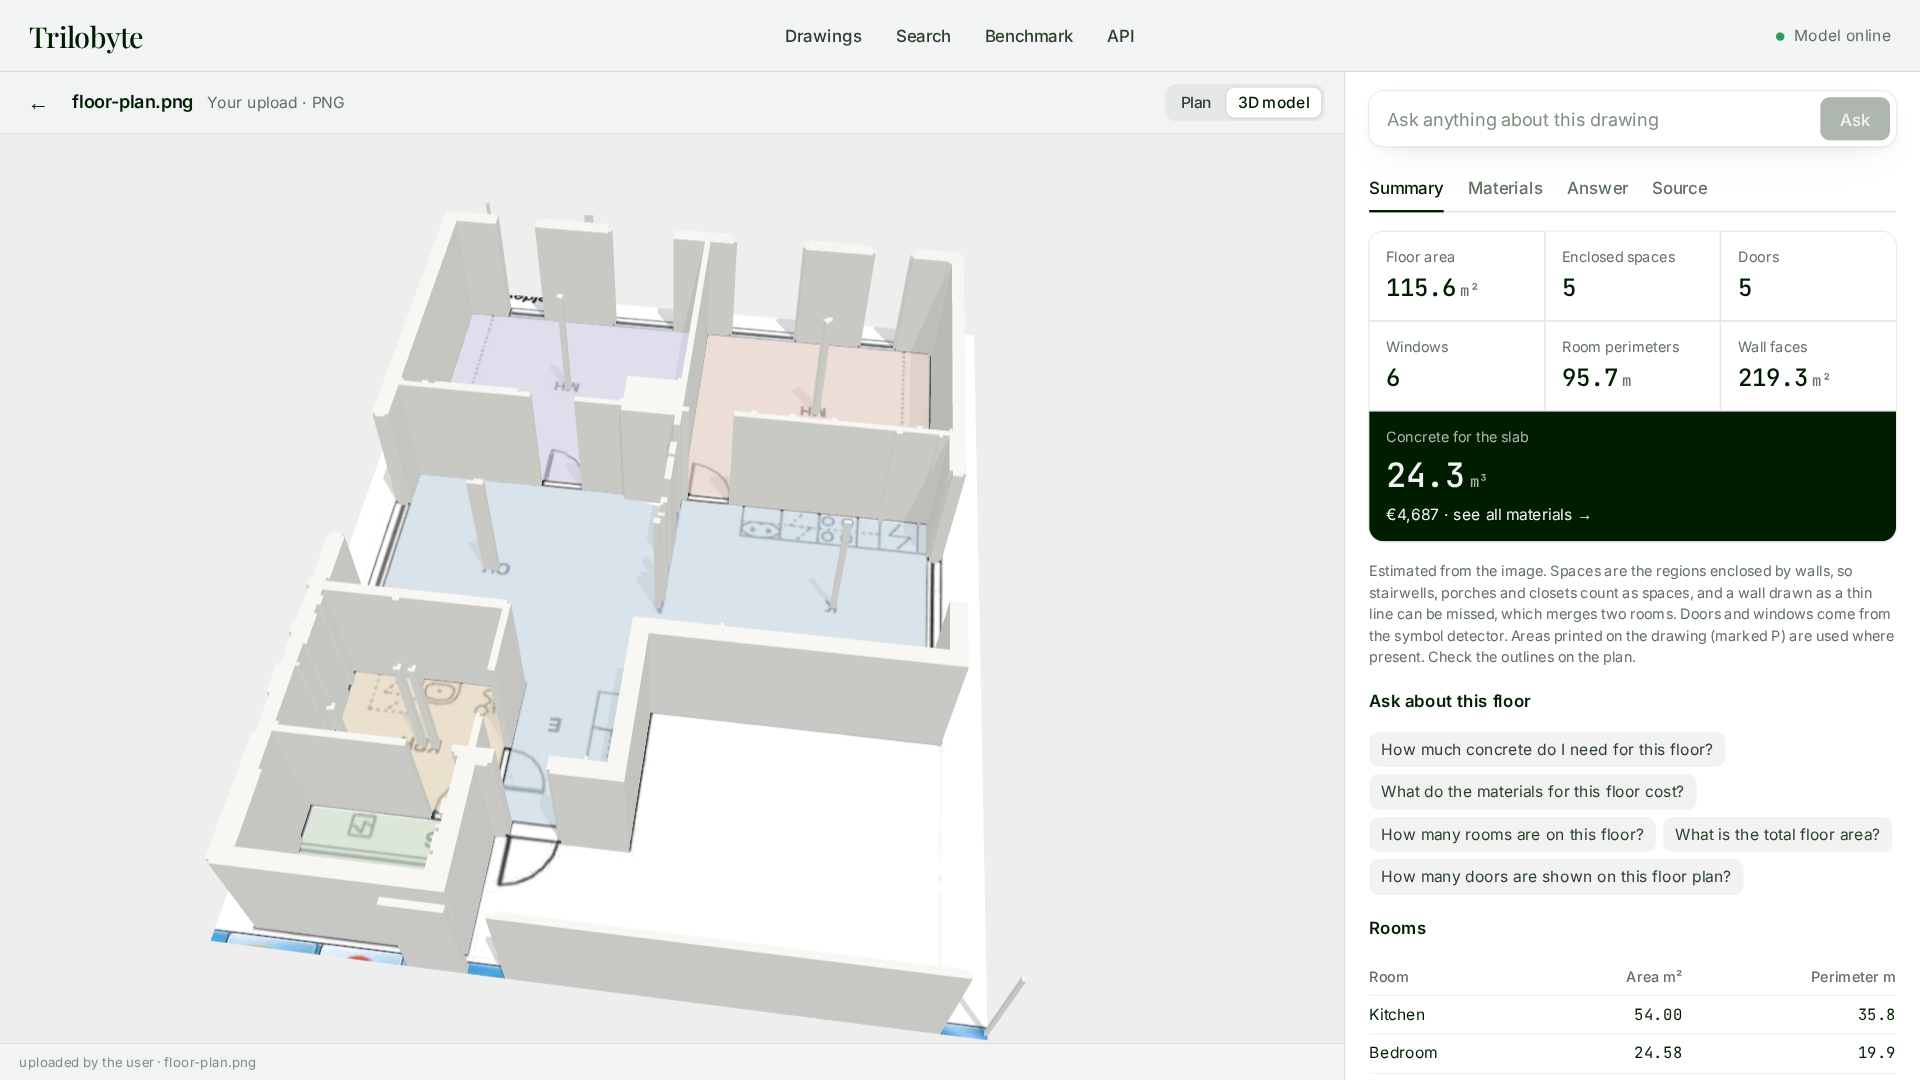 Trilobyte
Drawings
Search
Benchmark
API
Model online
←
floor-plan.png
Your upload · PNG
Plan
3D model
Ask anything about this drawing
Ask
Summary
Materials
Answer
Source
Floor area
115.6 m²
Enclosed spaces
5
Doors
5
Windows
6
Room perimeters
95.7 m
Wall faces
219.3 m²
Concrete for the slab
24.3 m³
€4,687 · see all materials →
Estimated from the image. Spaces are the regions enclosed by walls, so
stairwells, porches and closets count as spaces, and a wall drawn as a thin
line can be missed, which merges two rooms. Doors and windows come from
the symbol detector. Areas printed on the drawing (marked P) are used where
present. Check the outlines on the plan.
Ask about this floor
How much concrete do I need for this floor?
What do the materials for this floor cost?
How many rooms are on this floor?
What is the total floor area?
How many doors are shown on this floor plan?
Rooms
Room
Area m²
Perimeter m
Kitchen
54.00
35.8
Bedroom
24.58
19.9
uploaded by the user · floor-plan.png